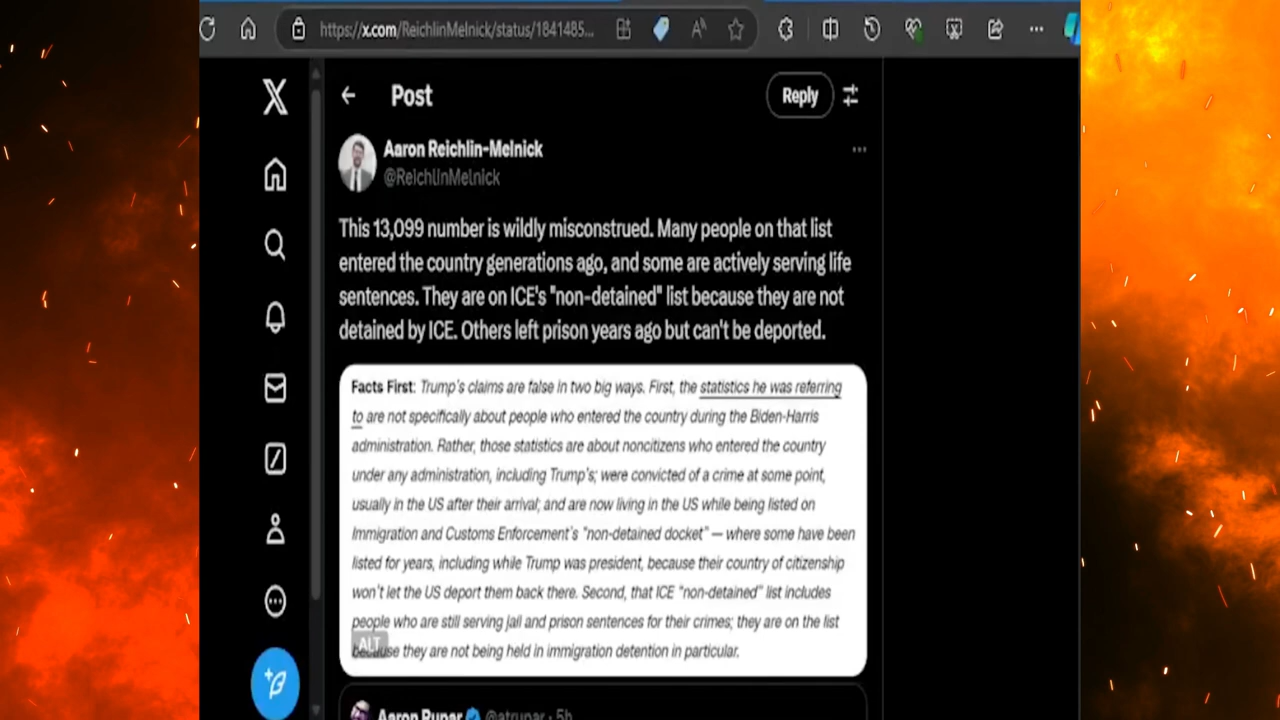 https://x.com/ReichlinMelnick/status/1841485...
Post
Reply
Aaron Reichlin-Melnick
@ReichlinMelnick
This 13,099 number is wildly misconstrued. Many people on that list
entered the country generations ago, and some are actively serving life
sentences. They are on ICE's "non-detained" list because they are not
detained by ICE. Others left prison years ago but can't be deported.
Facts First: Trump's claims are false in two big ways. First, the statistics he was referring
to are not specifically about people who entered the country during the Biden-Harris
administration. Rather, those statistics are about noncitizens who entered the country
under any administration, including Trump's; were convicted of a crime at some point,
usually in the US after their arrival; and are now living in the US while being listed on
Immigration and Customs Enforcement's "non-detained docket" — where some have been
listed for years, including while Trump was president, because their country of citizenship
won't let the US deport them back there. Second, that ICE "non-detained" list includes
people who are still serving jail and prison sentences for their crimes; they are on the list
because they are not being held in immigration detention in particular.
ALT
Aaron Rupar @atrupar · 5h